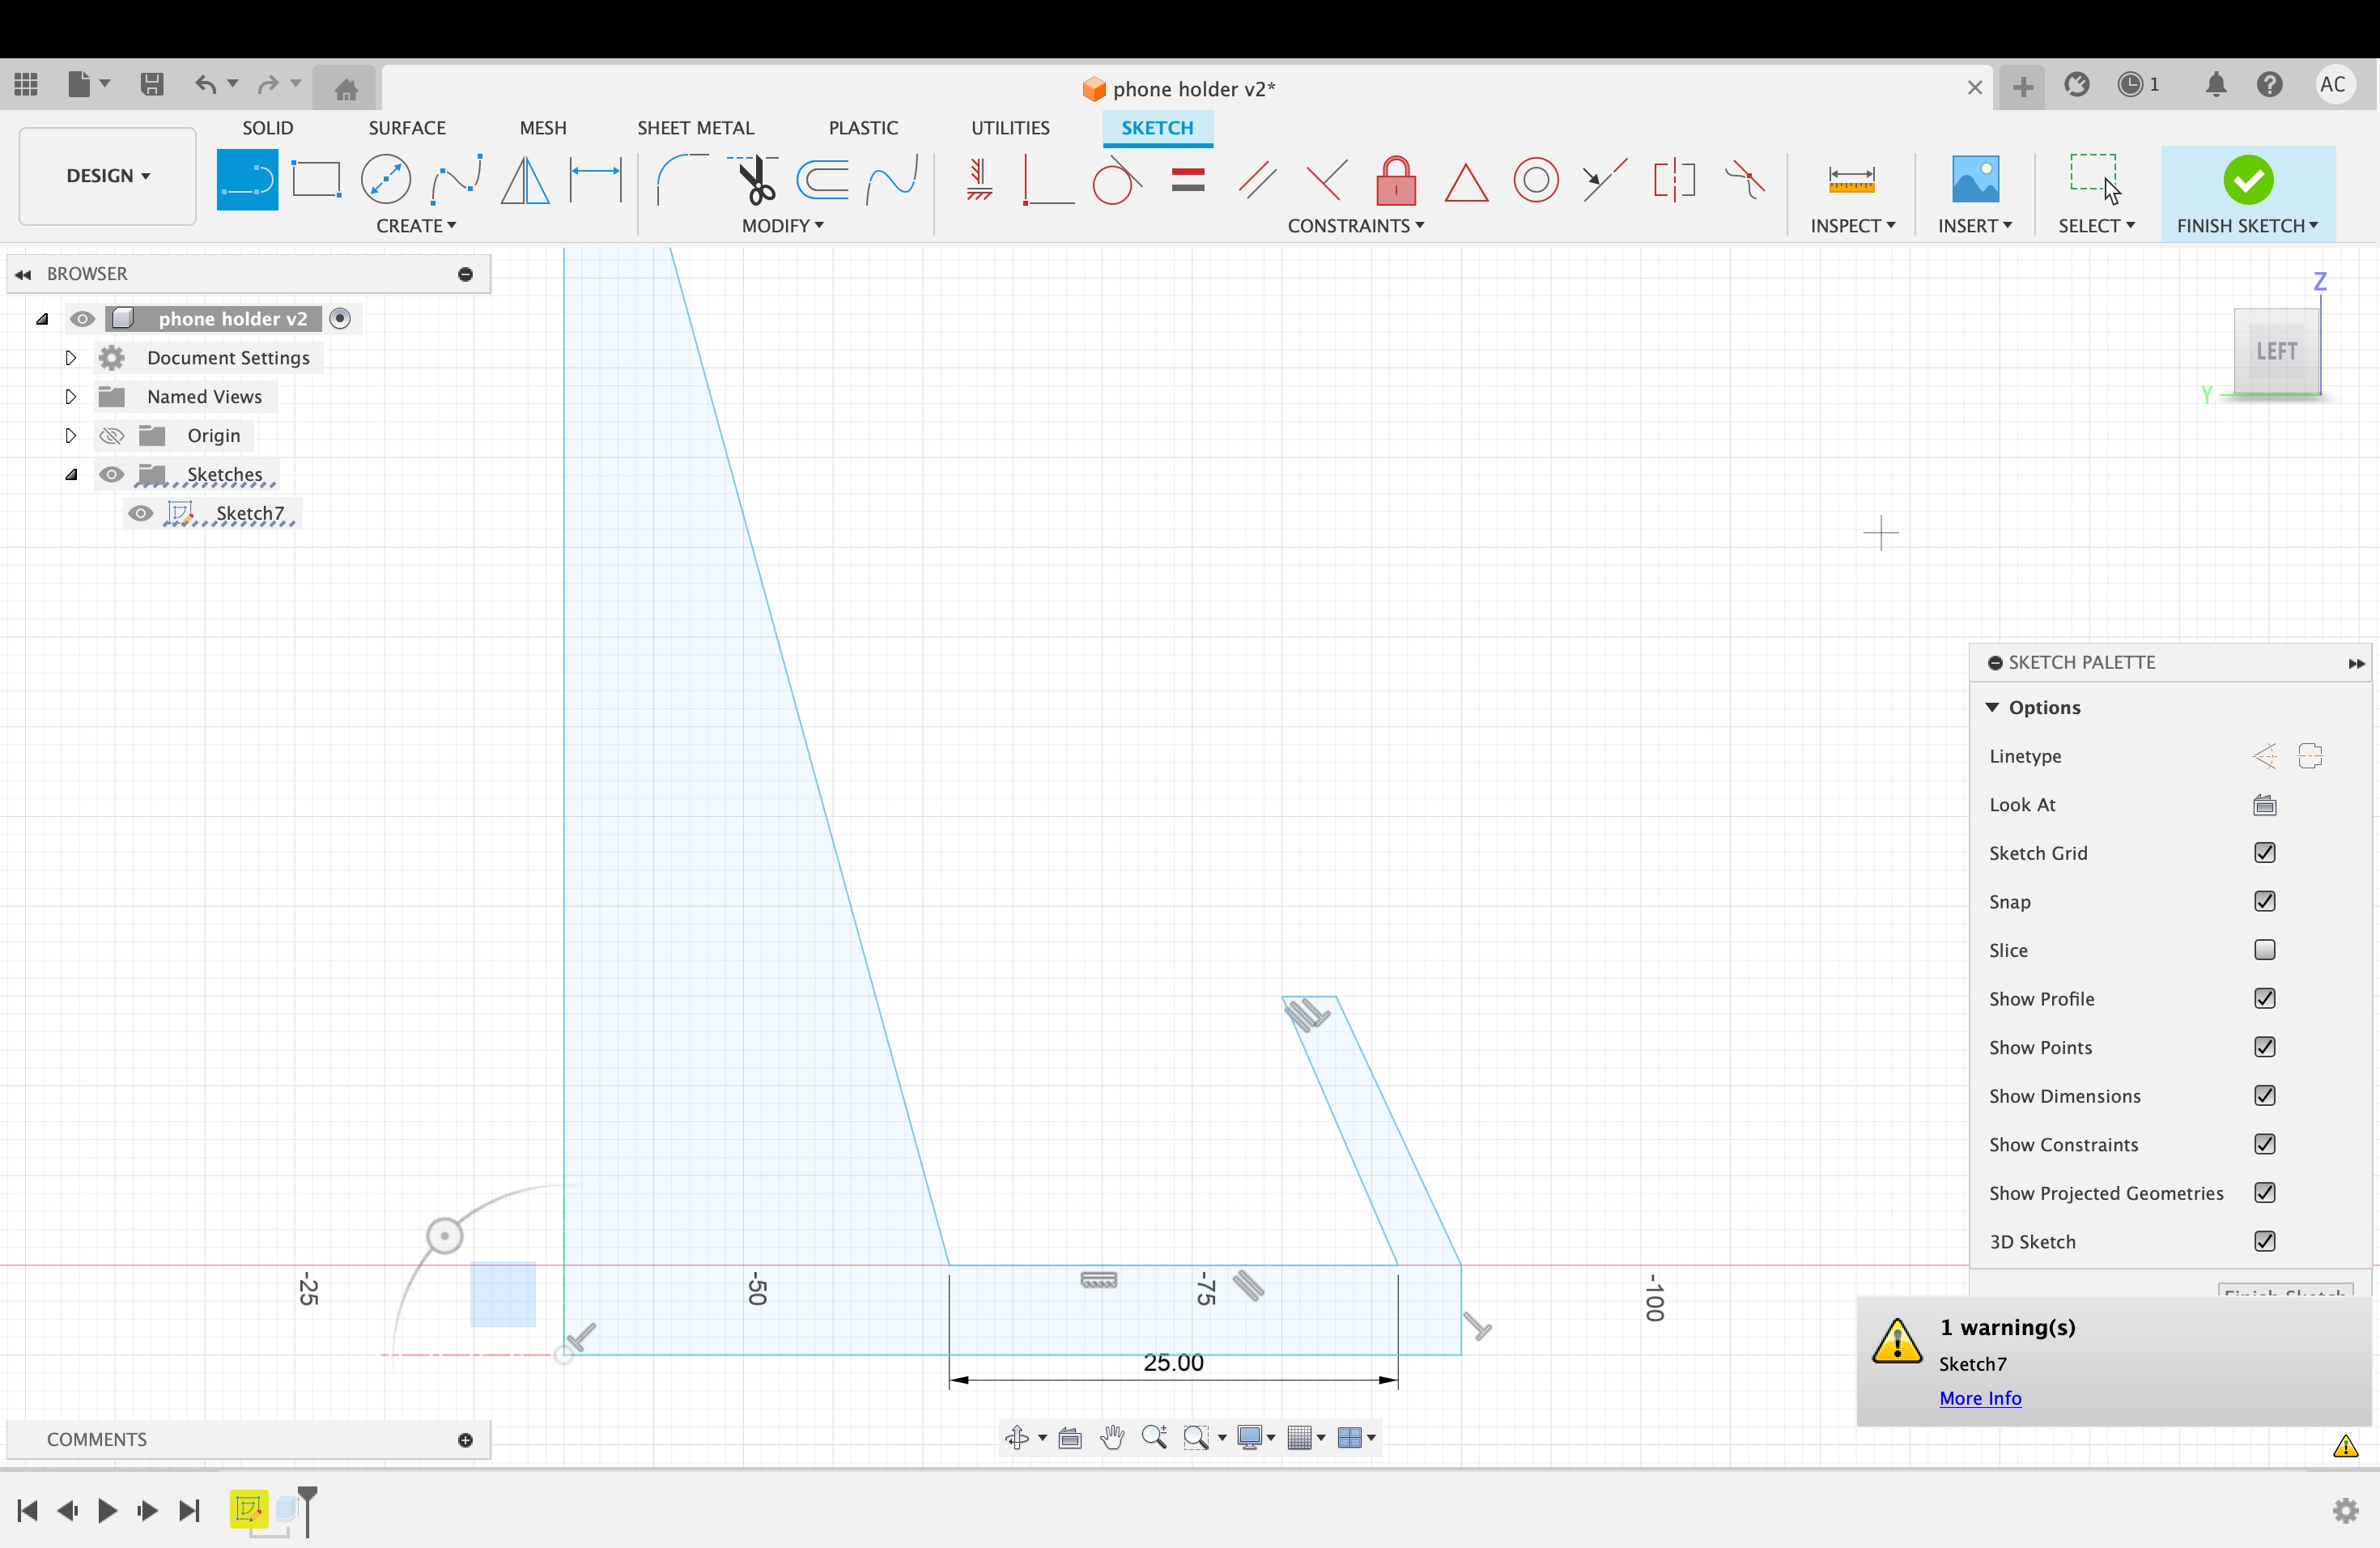 phone holder v2*
1
AC
DESIGN
SOLID
SURFACE
MESH
SHEET METAL
PLASTIC
UTILITIES
SKETCH
CREATE
MODIFY
CONSTRAINTS
INSPECT
INSERT
SELECT
FINISH SKETCH
BROWSER
phone holder v2
Document Settings
Named Views
Origin
Sketches
Sketch7
Z
LEFT
Y
SKETCH PALETTE
Options
Linetype
Look At
Sketch Grid
Snap
Slice
Show Profile
Show Points
Show Dimensions
Show Constraints
Show Projected Geometries
3D Sketch
Finish Sketch
-25
-50
-75
-100
25.00
1 warning(s)
Sketch7
More Info
COMMENTS